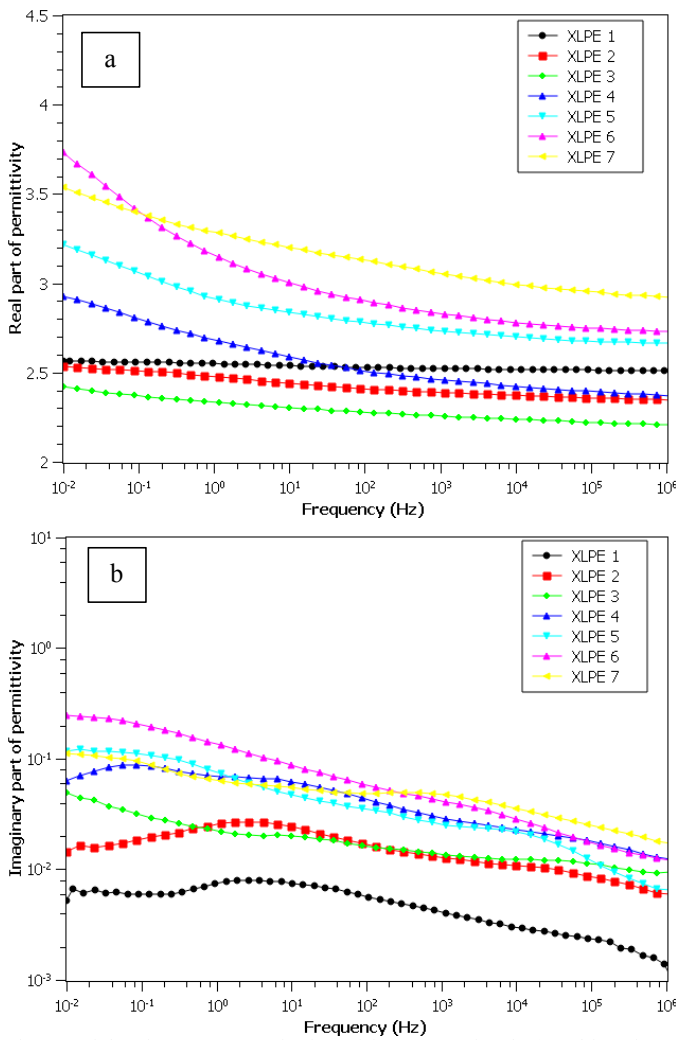 a
XLPE 1
XLPE 2
XLPE 3
XLPE 4
XLPE 5
XLPE 6
XLPE 7
4.5
4
3.5
3
2.5
2
Real part of permittivity
10-2 10-1 100 101 102 103 104 105 106
Frequency (Hz)
b
XLPE 1
XLPE 2
XLPE 3
XLPE 4
XLPE 5
XLPE 6
XLPE 7
101
100
10-1
10-2
10-3
Imaginary part of permittivity
10-2 10-1 100 101 102 103 104 105 106
Frequency (Hz)